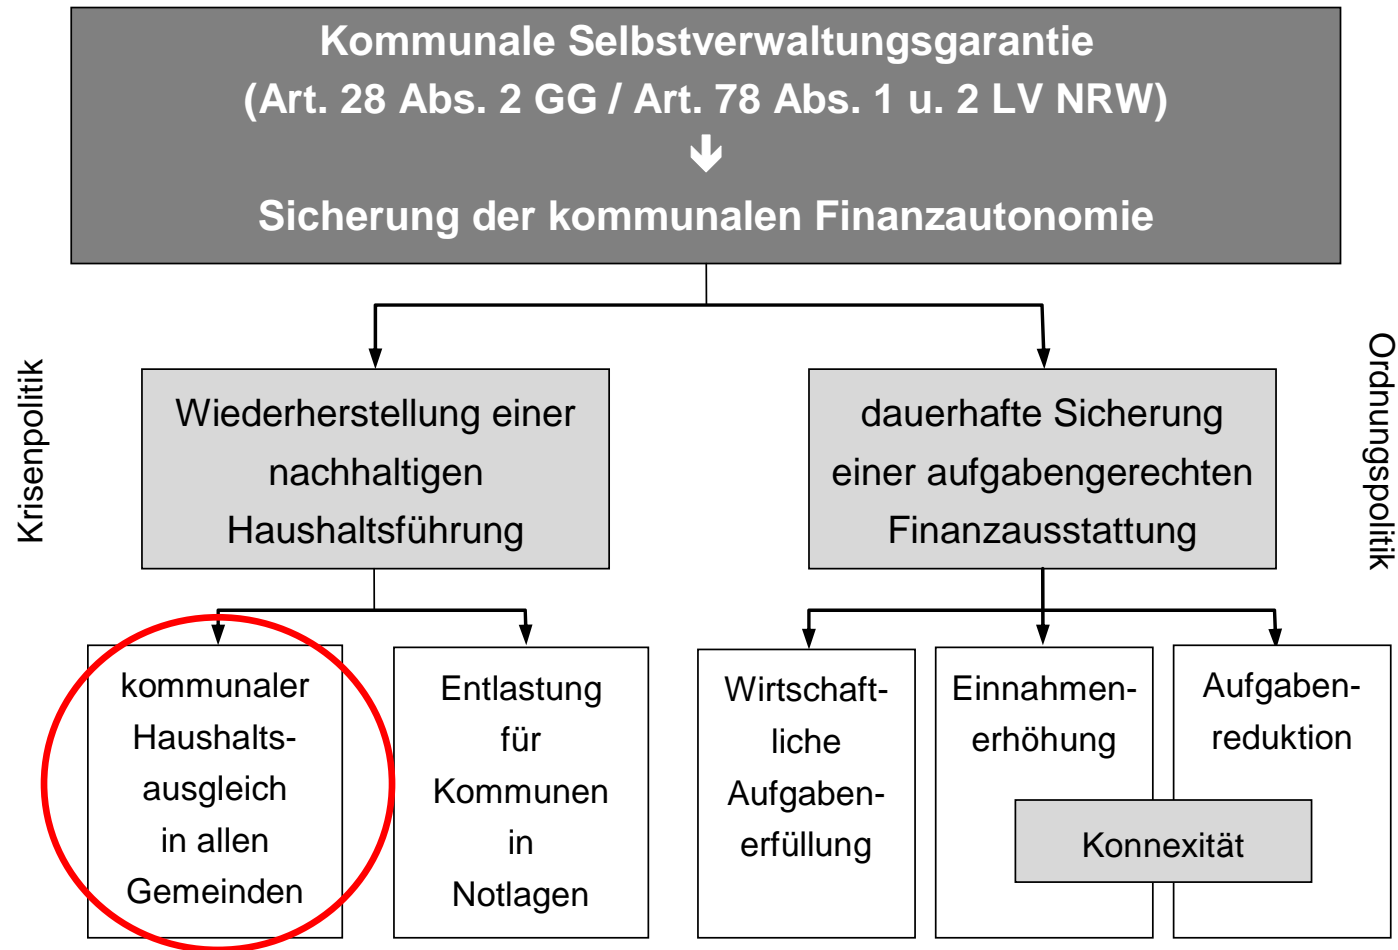 Kommunale Selbstverwaltungsgarantie
(Art. 28 Abs. 2 GG / Art. 78 Abs. 1 u. 2 LV NRW)
Sicherung der kommunalen Finanzautonomie
Krisenpolitik
Wiederherstellung einer
nachhaltigen
Haushaltsführung
dauerhafte Sicherung
einer aufgabengerechten
Finanzausstattung
Ordnungspolitik
kommunaler
Haushalts-
ausgleich
in allen
Gemeinden
Entlastung
für
Kommunen
in
Notlagen
Wirtschaft-
liche
Aufgaben-
erfüllung
Einnahmen-
erhöhung
Aufgaben-
reduktion
Konnexität